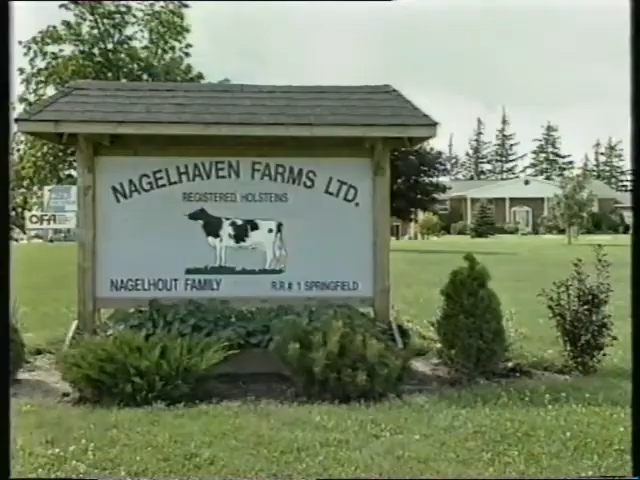 NAGELHAVEN FARMS LTD.
REGISTERED HOLSTEINS
NAGELHOUT FAMILY
R.R.# 1 SPRINGFIELD
OFA